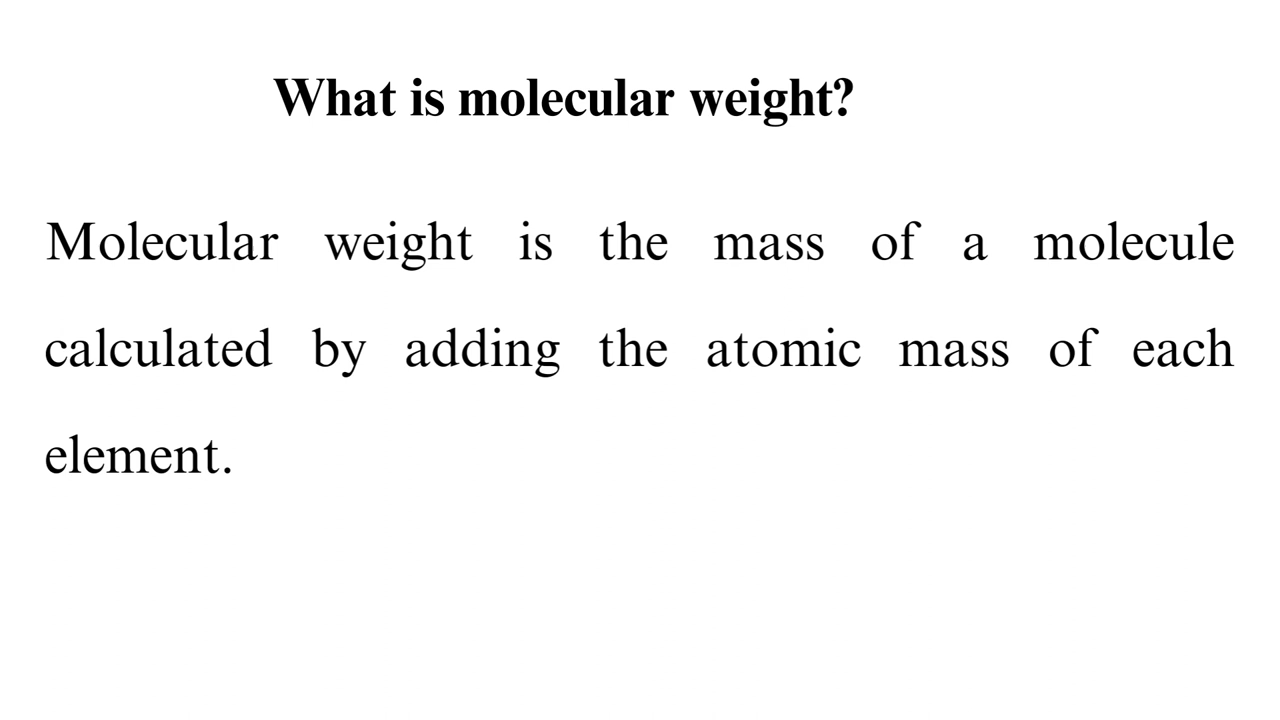 What is molecular weight?
Molecular weight is the mass of a molecule
calculated by adding the atomic mass of each
element.